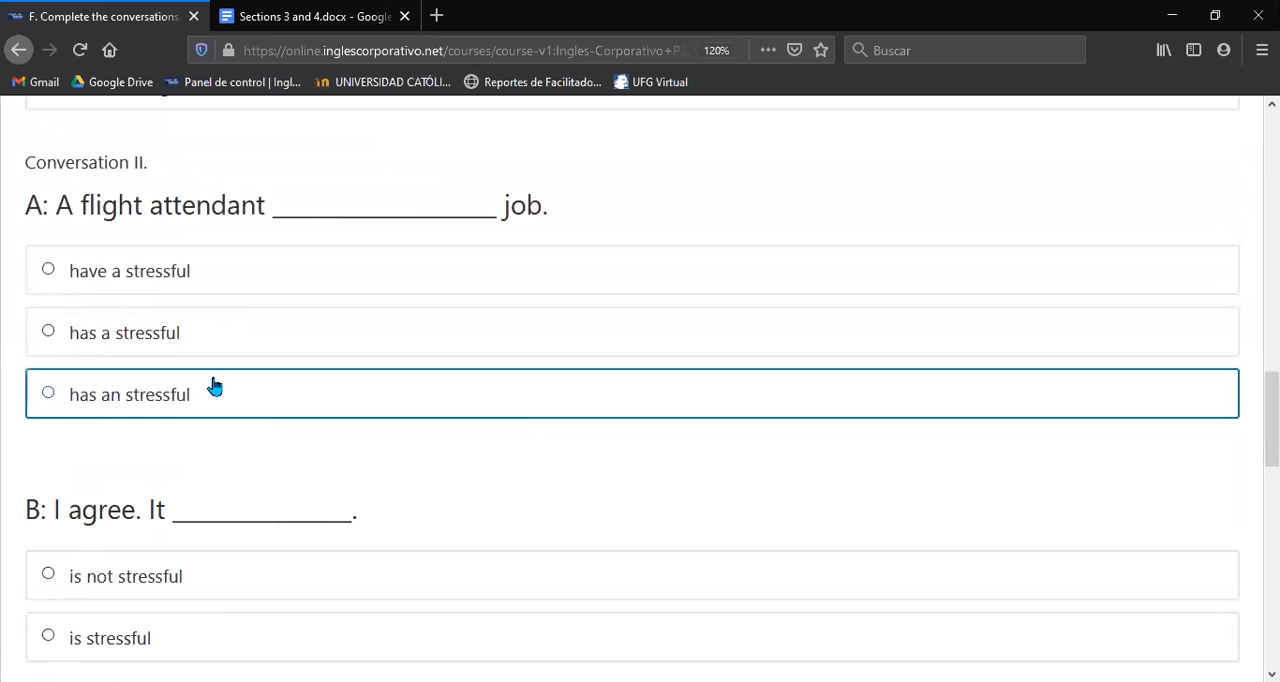 F. Complete the conversations.
Sections 3 and 4.docx - Google
https://online.inglescorporativo.net/courses/course-v1:Ingles-Corporativo+P
120%
Buscar
Gmail
Google Drive
Panel de control | Ingl...
UNIVERSIDAD CATÓLI...
Reportes de Facilitado...
UFG Virtual
Conversation II.
A: A flight attendant ________________ job.
have a stressful
has a stressful
has an stressful
B: I agree. It _____________.
is not stressful
is stressful